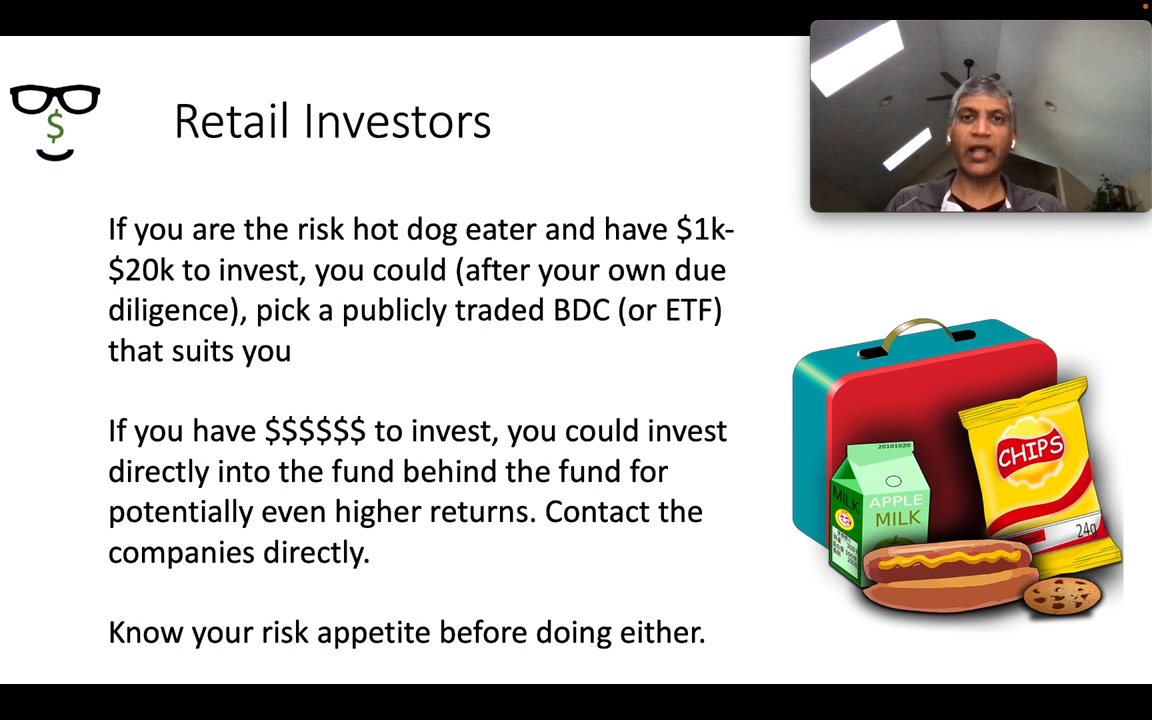 $
Retail Investors
If you are the risk hot dog eater and have $1k-
$20k to invest, you could (after your own due
diligence), pick a publicly traded BDC (or ETF)
that suits you
If you have $$$$$$ to invest, you could invest
directly into the fund behind the fund for
potentially even higher returns. Contact the
companies directly.
Know your risk appetite before doing either.
20101020
MILK
APPLE
MILK
CHIPS
24g